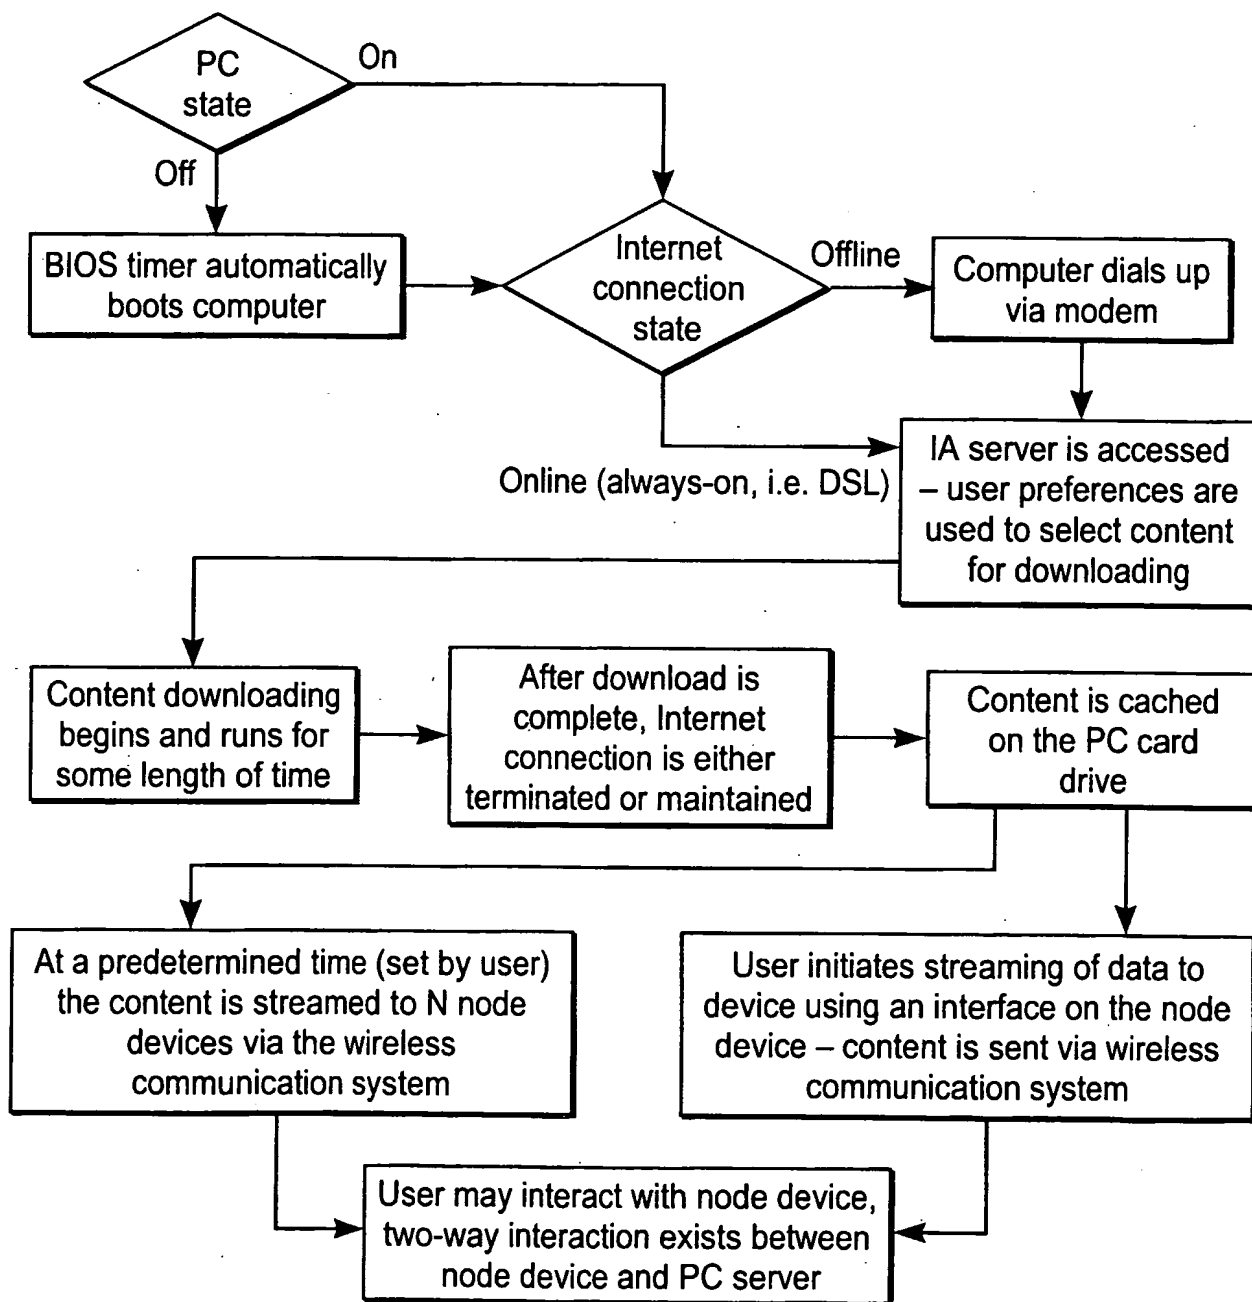 PC
state
On
Off
BIOS timer automatically
boots computer
Internet
connection
state
Offline
Computer dials up
via modem
Online (always-on, i.e. DSL)
IA server is accessed
– user preferences are
used to select content
for downloading
Content downloading
begins and runs for
some length of time
After download is
complete, Internet
connection is either
terminated or maintained
Content is cached
on the PC card
drive
At a predetermined time (set by user)
the content is streamed to N node
devices via the wireless
communication system
User initiates streaming of data to
device using an interface on the node
device – content is sent via wireless
communication system
User may interact with node device,
two-way interaction exists between
node device and PC server